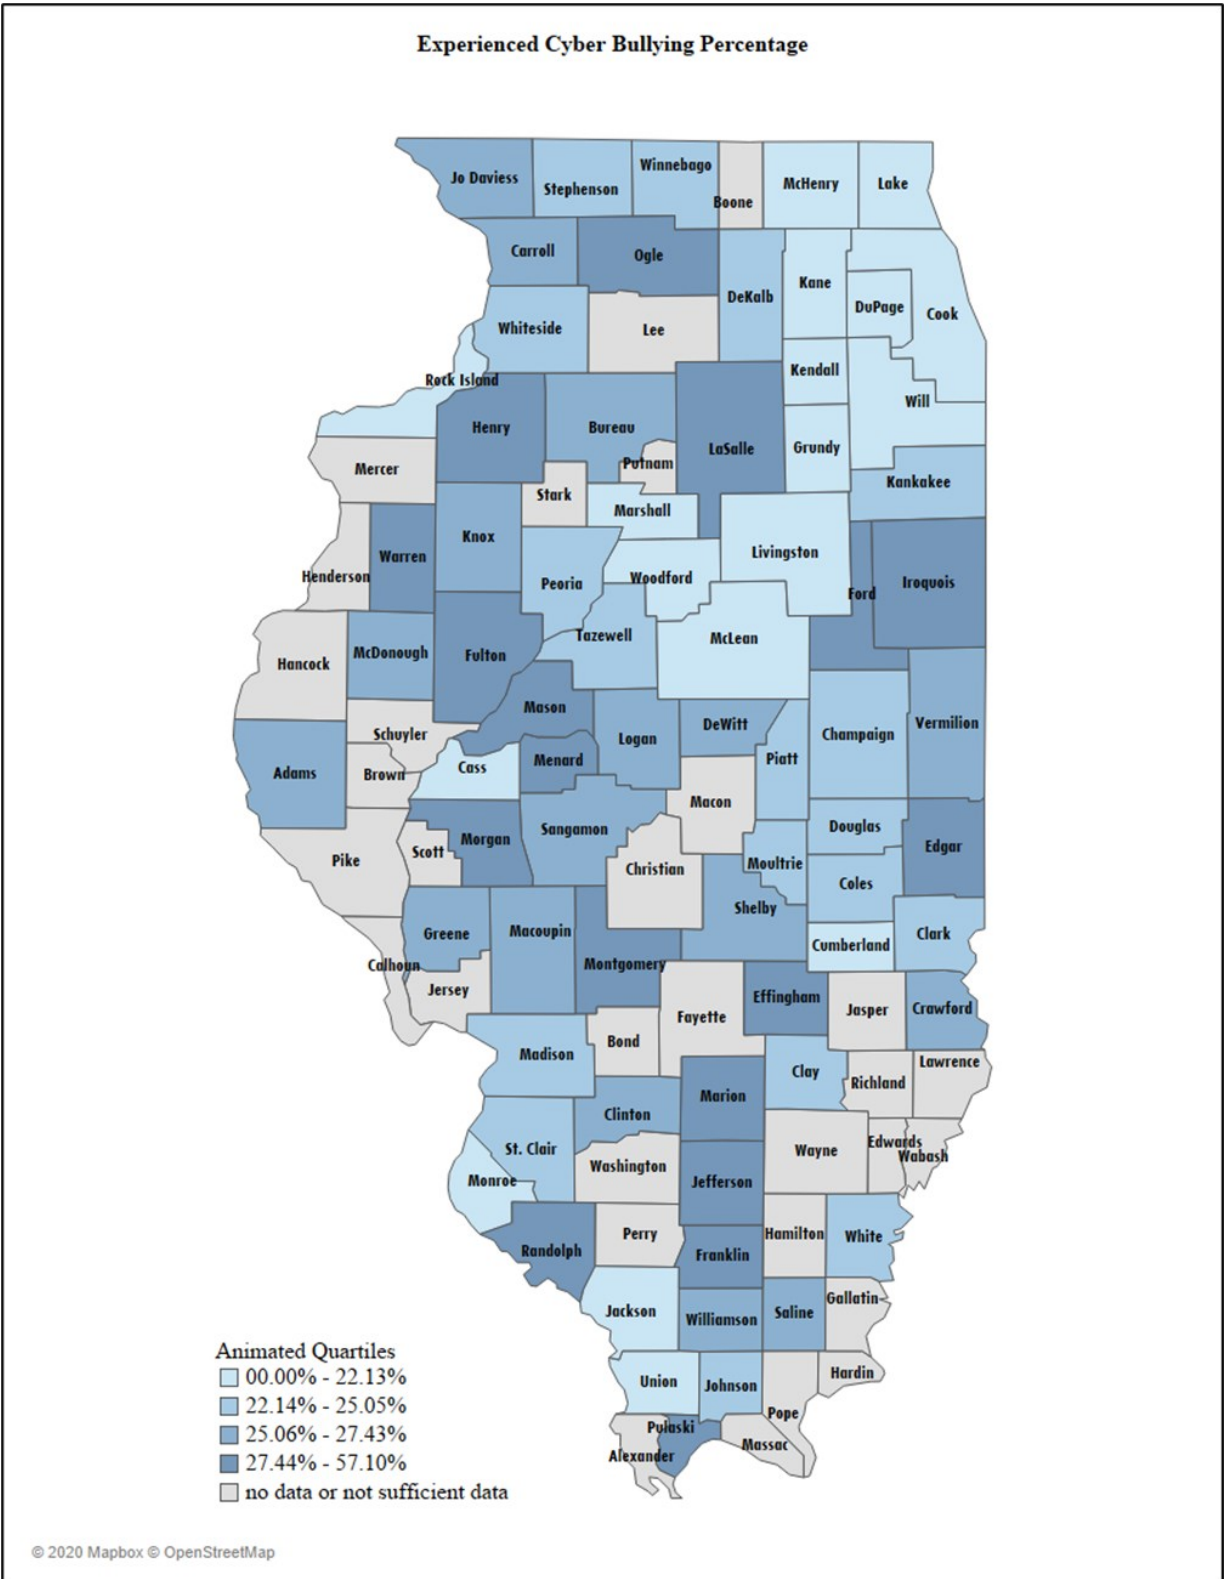 Experienced Cyber Bullying Percentage
Jo Daviess
Stephenson
Winnebago
Boone
McHenry
Lake
Carroll
Ogle
DeKalb
Kane
DuPage
Cook
Whiteside
Lee
Rock Island
Kendall
Will
Henry
Bureau
LaSalle
Grundy
Mercer
Putnam
Kankakee
Stark
Marshall
Knox
Warren
Henderson
Peoria
Woodford
Livingston
Ford
Iroquois
Hancock
McDonough
Fulton
Tazewell
McLean
Mason
Logan
DeWitt
Piatt
Champaign
Vermilion
Schuyler
Adams
Brown
Cass
Menard
Macon
Pike
Scott
Morgan
Sangamon
Christian
Moultrie
Douglas
Coles
Edgar
Shelby
Greene
Macoupin
Montgomery
Cumberland
Clark
Calhoun
Jersey
Fayette
Effingham
Jasper
Crawford
Madison
Bond
Clay
Richland
Lawrence
Marion
Clinton
St. Clair
Washington
Wayne
Edwards
Wabash
Monroe
Jefferson
Randolph
Perry
Franklin
Hamilton
White
Jackson
Williamson
Saline
Gallatin
Union
Johnson
Hardin
Pope
Pulaski
Alexander
Massac
Animated Quartiles
00.00% - 22.13%
22.14% - 25.05%
25.06% - 27.43%
27.44% - 57.10%
no data or not sufficient data
© 2020 Mapbox © OpenStreetMap